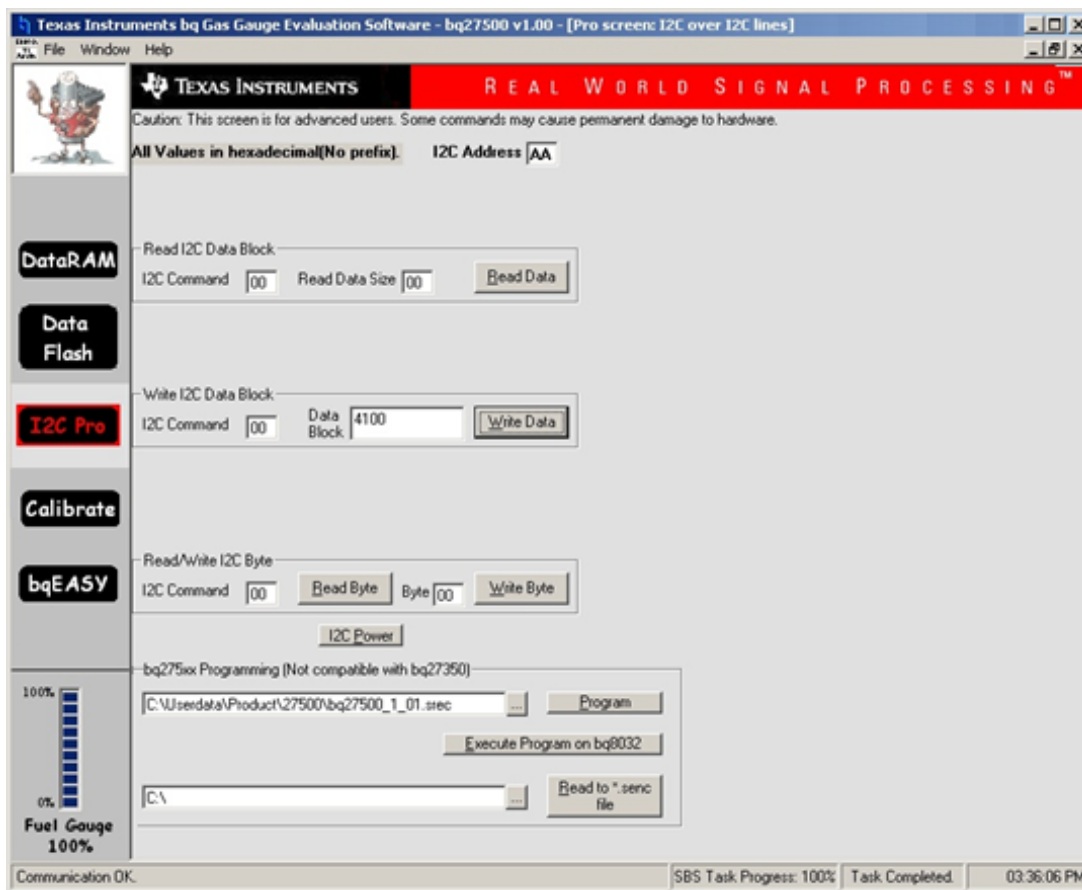 Texas Instruments bq Gas Gauge Evaluation Software - bq27500 v1.00 - [Pro screen: I2C over I2C lines]
File Window Help
TEXAS INSTRUMENTS
REAL WORLD SIGNAL PROCESSING™
Caution: This screen is for advanced users. Some commands may cause permanent damage to hardware.
All Values in hexadecimal(No prefix). I2C Address AA
DataRAM
Data
Flash
I2C Pro
Calibrate
bqEASY
Read I2C Data Block
I2C Command 00 Read Data Size 00 Read Data
Write I2C Data Block
I2C Command 00 Data Block 4100 Write Data
Read/Write I2C Byte
I2C Command 00 Read Byte Byte 00 Write Byte
I2C Power
bq275xx Programming (Not compatible with bq27350)
C:\Userdata\Product\27500\bq27500_1_01.srec ... Program
Execute Program on bq8032
C:\ ... Read to *.senc
file
100%
0%
Fuel Gauge
100%
Communication OK. SBS Task Progress: 100% Task Completed. 03:36:06 PM